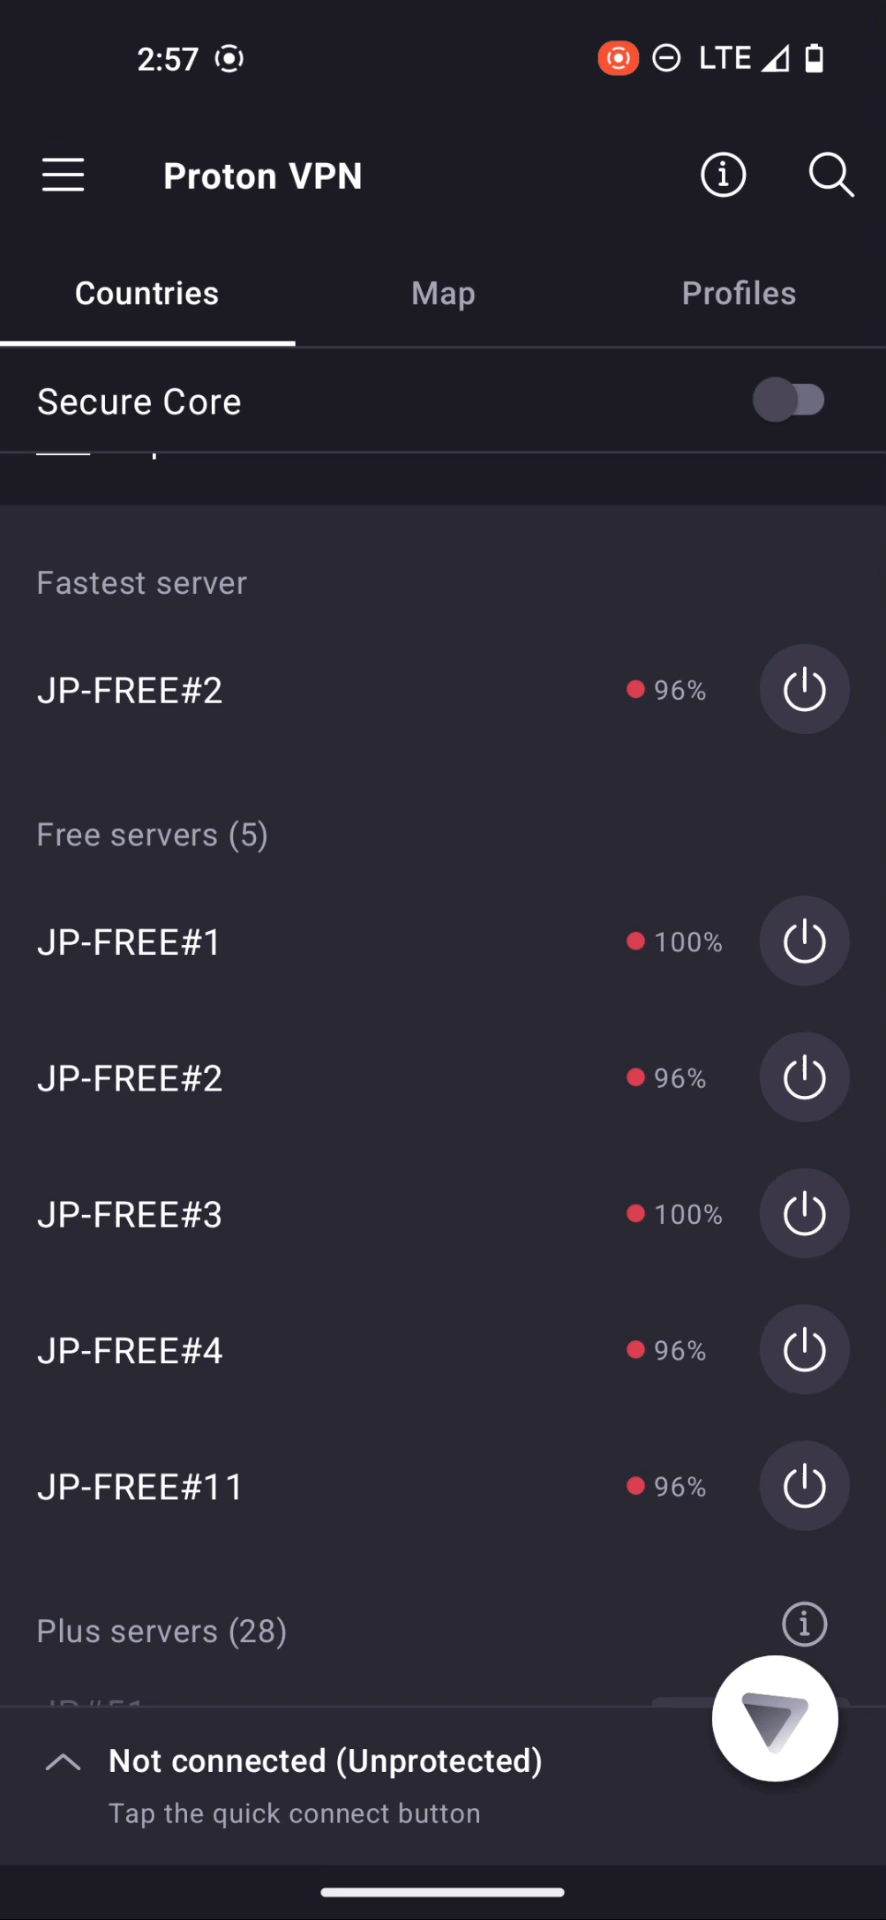 2:57
LTE
Proton VPN
Countries
Map
Profiles
Secure Core
Fastest server
JP-FREE#2
96%
Free servers (5)
JP-FREE#1
100%
JP-FREE#2
96%
JP-FREE#3
100%
JP-FREE#4
96%
JP-FREE#11
96%
Plus servers (28)
Not connected (Unprotected)
Tap the quick connect button